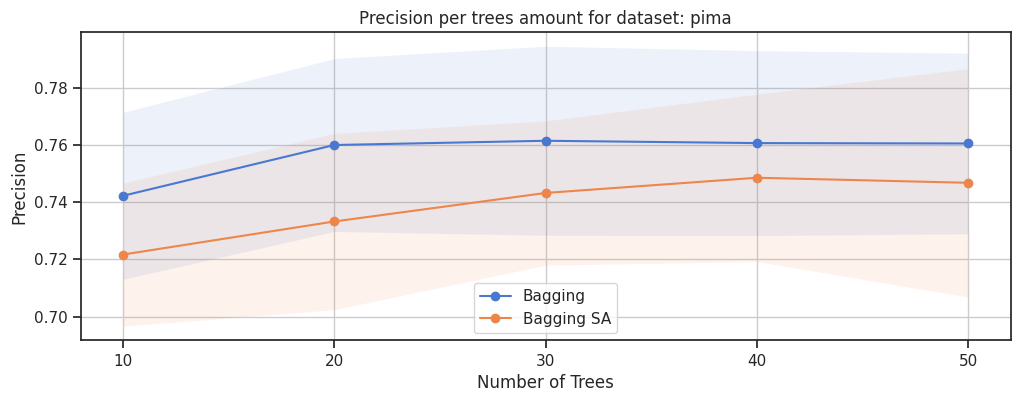 Precision per trees amount for dataset: pima
Precision
0.78
0.76
0.74
0.72
0.70
Bagging
Bagging SA
10 20 30 40 50
Number of Trees